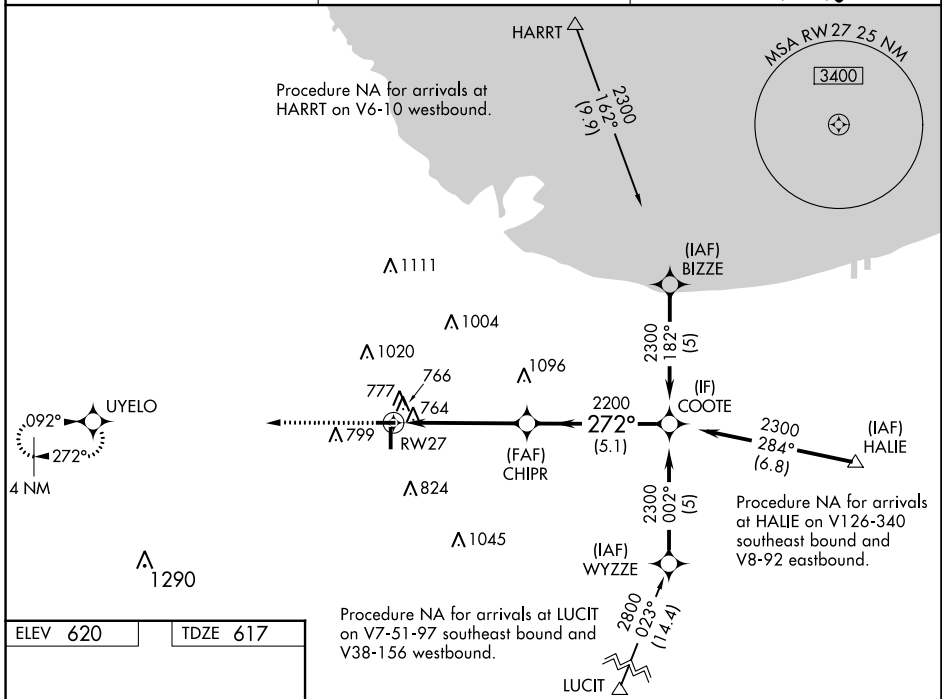 HARRT
MSA RW 27 25 NM
3400
Procedure NA for arrivals at
HARRT on V6-10 westbound.
2300
162°
(9.9)
(IAF)
BIZZE
1111
1004
1020
1096
2300
182°
(5)
777
766
764
(IF)
COOTE
UYELO
092°
272°
4 NM
799
RW27
2200
272°
(5.1)
(FAF)
CHIPR
2300
284°
(6.8)
(IAF)
HALIE
824
2300
002°
(5)
Procedure NA for arrivals
at HALIE on V126-340
southeast bound and
V8-92 eastbound.
1045
(IAF)
WYZZE
1290
Procedure NA for arrivals at LUCIT
on V7-51-97 southeast bound and
V38-156 westbound.
2800
023°
(14.4)
LUCIT
ELEV 620
TDZE 617